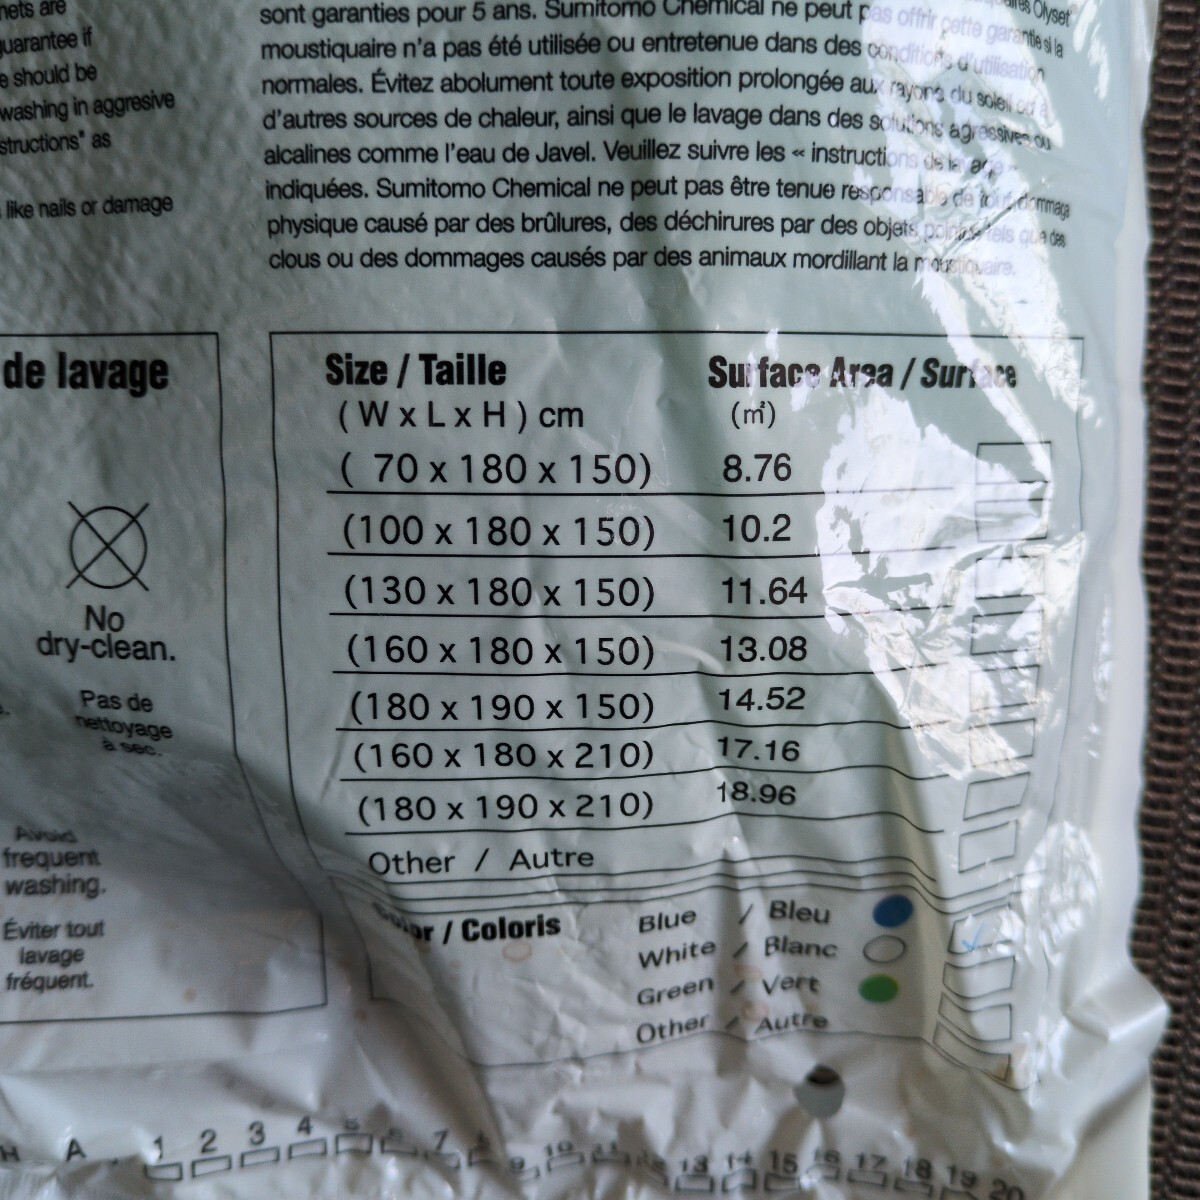 nets are
guarantee if
e should be
washing in aggresive
structions" as
like nails or damage
sont garanties pour 5 ans. Sumitomo Chemical ne peut pas offrir cette garantie si la
moustiquaire n'a pas été utilisée ou entretenue dans des conditions d'utilisation
normales. Évitez abolument toute exposition prolongée aux rayons du soleil ou à
d'autres sources de chaleur, ainsi que le lavage dans des solutions agressives ou
alcalines comme l'eau de Javel. Veuillez suivre les « instructions de lavage »
indiquées. Sumitomo Chemical ne peut pas être tenue responsable de tout dommage
physique causé par des brûlures, des déchirures par des objets pointus tels que des
clous ou des dommages causés par des animaux mordillant la moustiquaire.
de lavage
No
dry-clean.
Pas de
nettoyage
à sec.
Avoid
frequent
washing.
Éviter tout
lavage
fréquent.
Size / Taille Surface Area / Surface
( W x L x H ) cm (㎡)
( 70 x 180 x 150) 8.76
(100 x 180 x 150) 10.2
(130 x 180 x 150) 11.64
(160 x 180 x 150) 13.08
(180 x 190 x 150) 14.52
(160 x 180 x 210) 17.16
(180 x 190 x 210) 18.96
Other / Autre
Color / Coloris Blue / Bleu
White / Blanc
Green / Vert
Other / Autre
H A 1 2 3 4 5 6 7 8 9 10 11 12 13 14 15 16 17 18 19 20